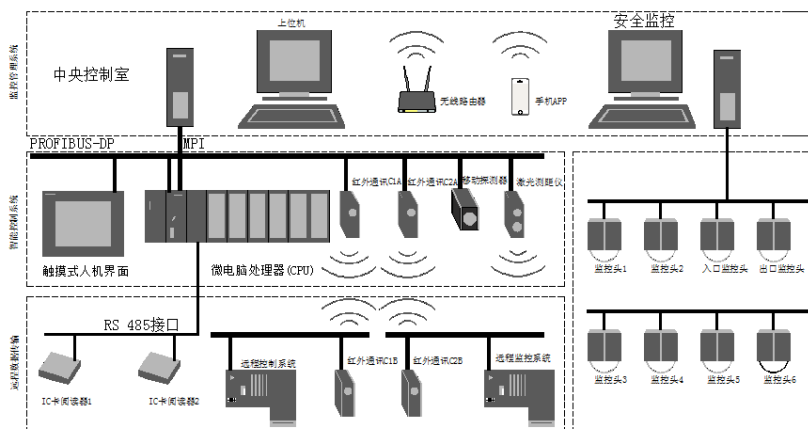 监控管理系统
中央控制室
上位机
无线路由器
手机APP
安全监控
PROFIBUS-DP
MPI
智能控制系统
触摸式人机界面
微电脑处理器(CPU)
红外通讯C1A
红外通讯C2A
移动探测器
激光测距仪
监控头1
监控头2
入口监控头
出口监控头
远程数据传输
RS 485接口
IC卡阅读器1
IC卡阅读器2
远程控制系统
红外通讯C1B
红外通讯C2B
远程监控系统
监控头3
监控头4
监控头5
监控头6